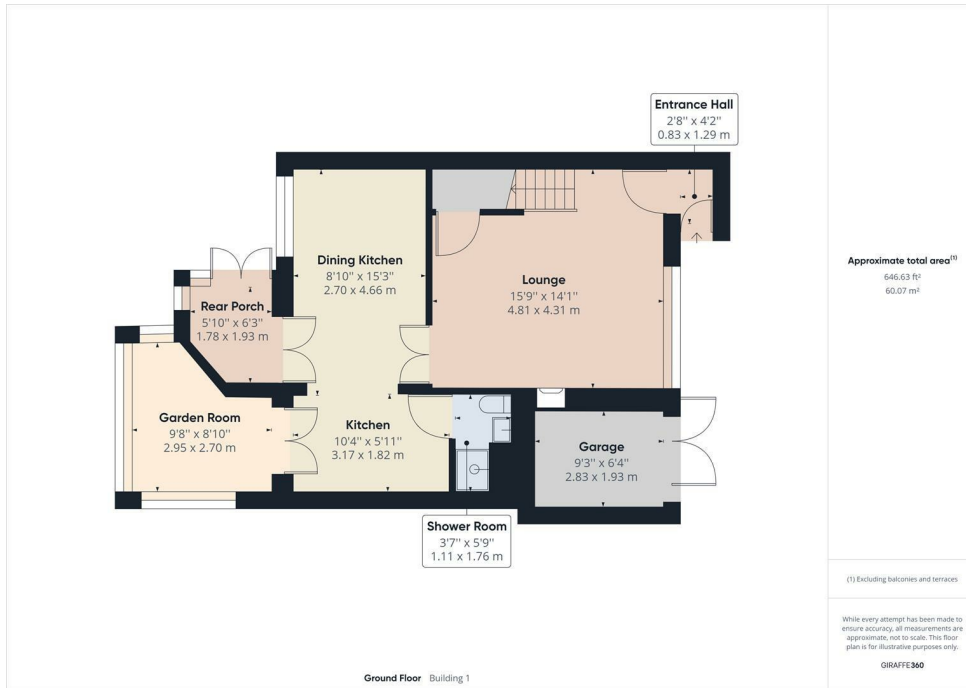 Entrance Hall
2'8" x 4'2"
0.83 x 1.29 m
Dining Kitchen
8'10" x 15'3"
2.70 x 4.66 m
Lounge
15'9" x 14'1"
4.81 x 4.31 m
Rear Porch
5'10" x 6'3"
1.78 x 1.93 m
Garden Room
9'8" x 8'10"
2.95 x 2.70 m
Kitchen
10'4" x 5'11"
3.17 x 1.82 m
Garage
9'3" x 6'4"
2.83 x 1.93 m
Shower Room
3'7" x 5'9"
1.11 x 1.76 m
Ground Floor Building 1
Approximate total area(1)
646.63 ft²
60.07 m²
(1) Excluding balconies and terraces
While every attempt has been made to
ensure accuracy, all measurements are
approximate, not to scale. This floor
plan is for illustrative purposes only.
GIRAFFE360